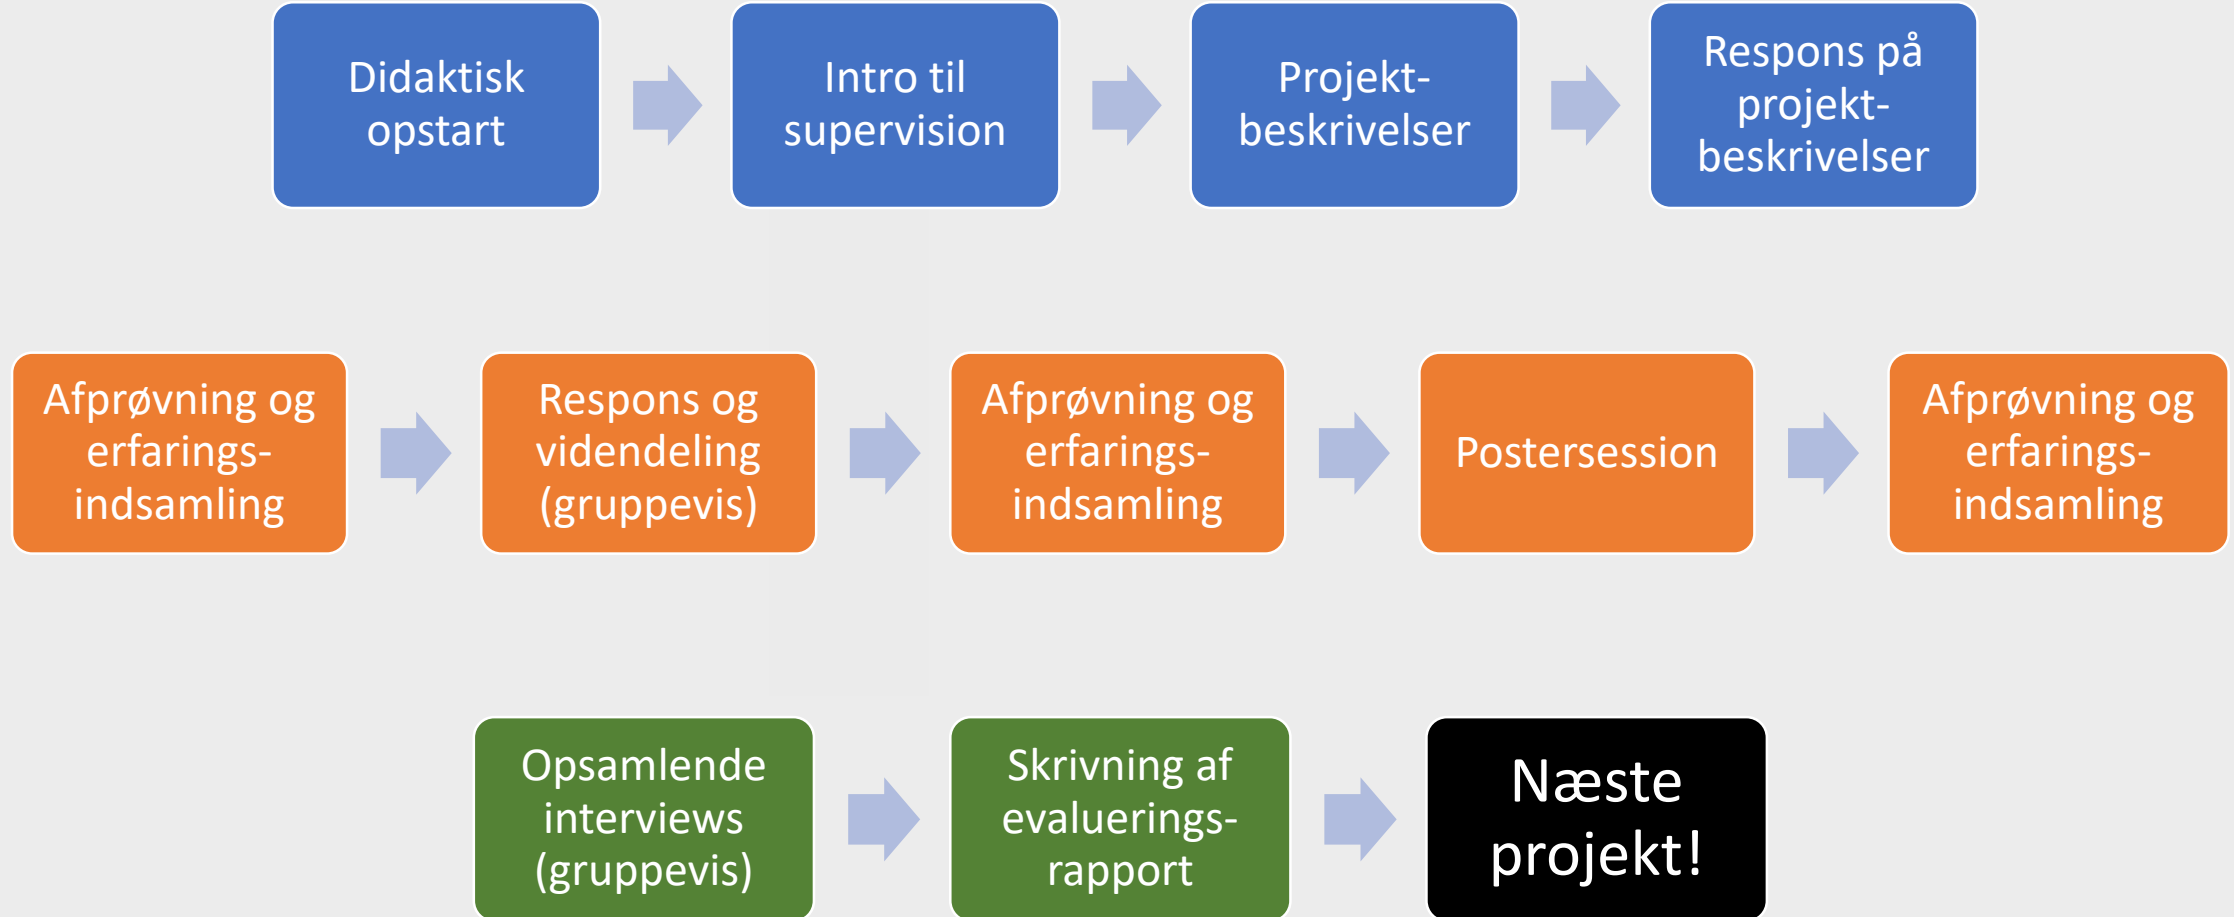 Didaktisk
opstart
Intro til
supervision
Projekt-
beskrivelser
Respons på
projekt-
beskrivelser
Afprøvning og
erfarings-
indsamling
Respons og
videndeling
(gruppevis)
Afprøvning og
erfarings-
indsamling
Postersession
Afprøvning og
erfarings-
indsamling
Opsamlende
interviews
(gruppevis)
Skrivning af
evaluerings-
rapport
Næste
projekt!